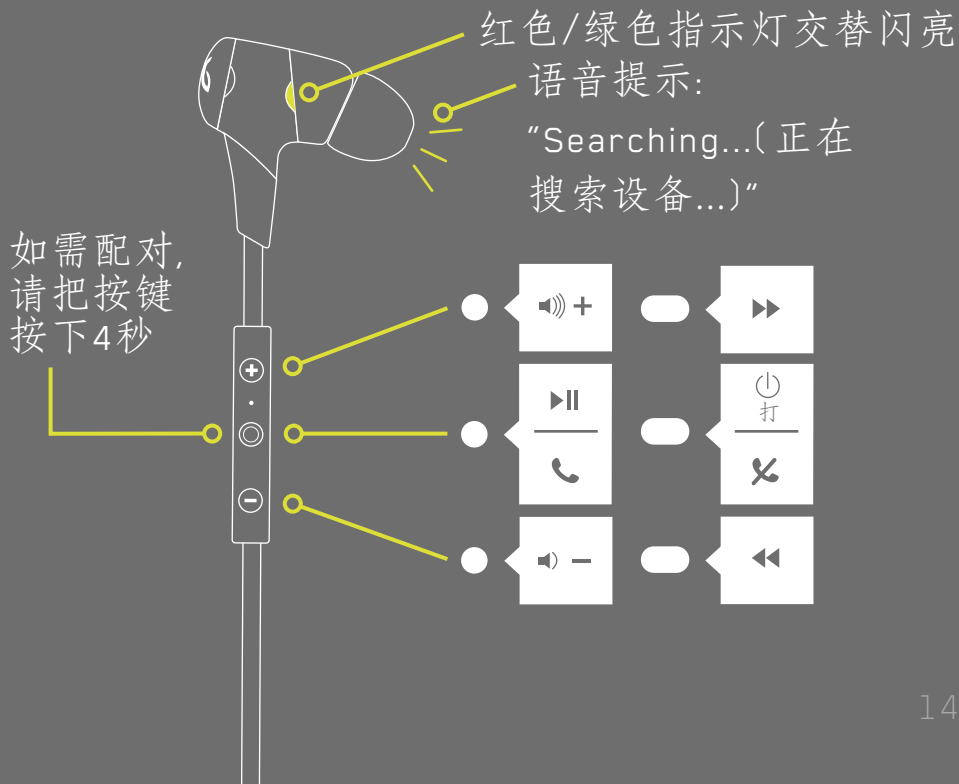 红色/绿色指示灯交替闪亮
语音提示:
"Searching...(正在
搜索设备...)"
如需配对,
请把按键
按下4秒
打
14